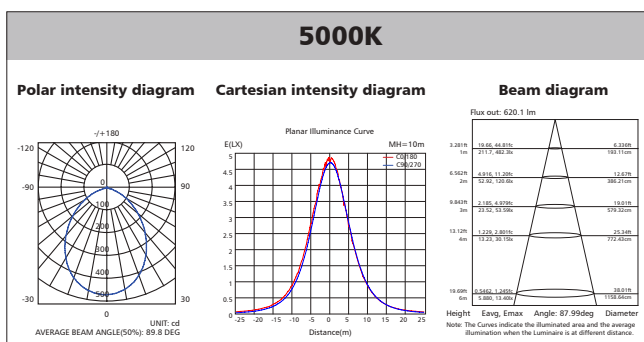 5000K
Polar intensity diagram
-/+180
-120
120
-90
90
0
100
200
300
400
500
-30
30
0
UNIT: cd
AVERAGE BEAM ANGLE(50%): 89.8 DEG
Cartesian intensity diagram
Planar Illuminance Curve
E(LX)
MH=10m
C0/180
C90/270
5
4.5
4
3.5
3
2.5
2
1.5
1
0.5
0
-25 -20 -15 -10 -5 0 5 10 15 20 25
Distance(m)
Beam diagram
Flux out: 620.1 lm
3.281ft 19.66, 44.81fc 6.336ft
1m 211.7, 482.3lx 193.11cm
6.562ft 4.916, 11.20fc 12.67ft
2m 52.92, 120.6lx 386.21cm
9.843ft 2.185, 4.979fc 19.01ft
3m 23.52, 53.59lx 579.32cm
13.12ft 1.229, 2.801fc 25.34ft
4m 13.23, 30.15lx 772.43cm
19.69ft 0.5462, 1.245fc 38.01ft
6m 5.880, 13.40lx 1158.64cm
Height Eavg, Emax Angle: 87.99deg Diameter
Note: The Curves indicate the illuminated area and the average
illumination when the Luminaire is at different distance.